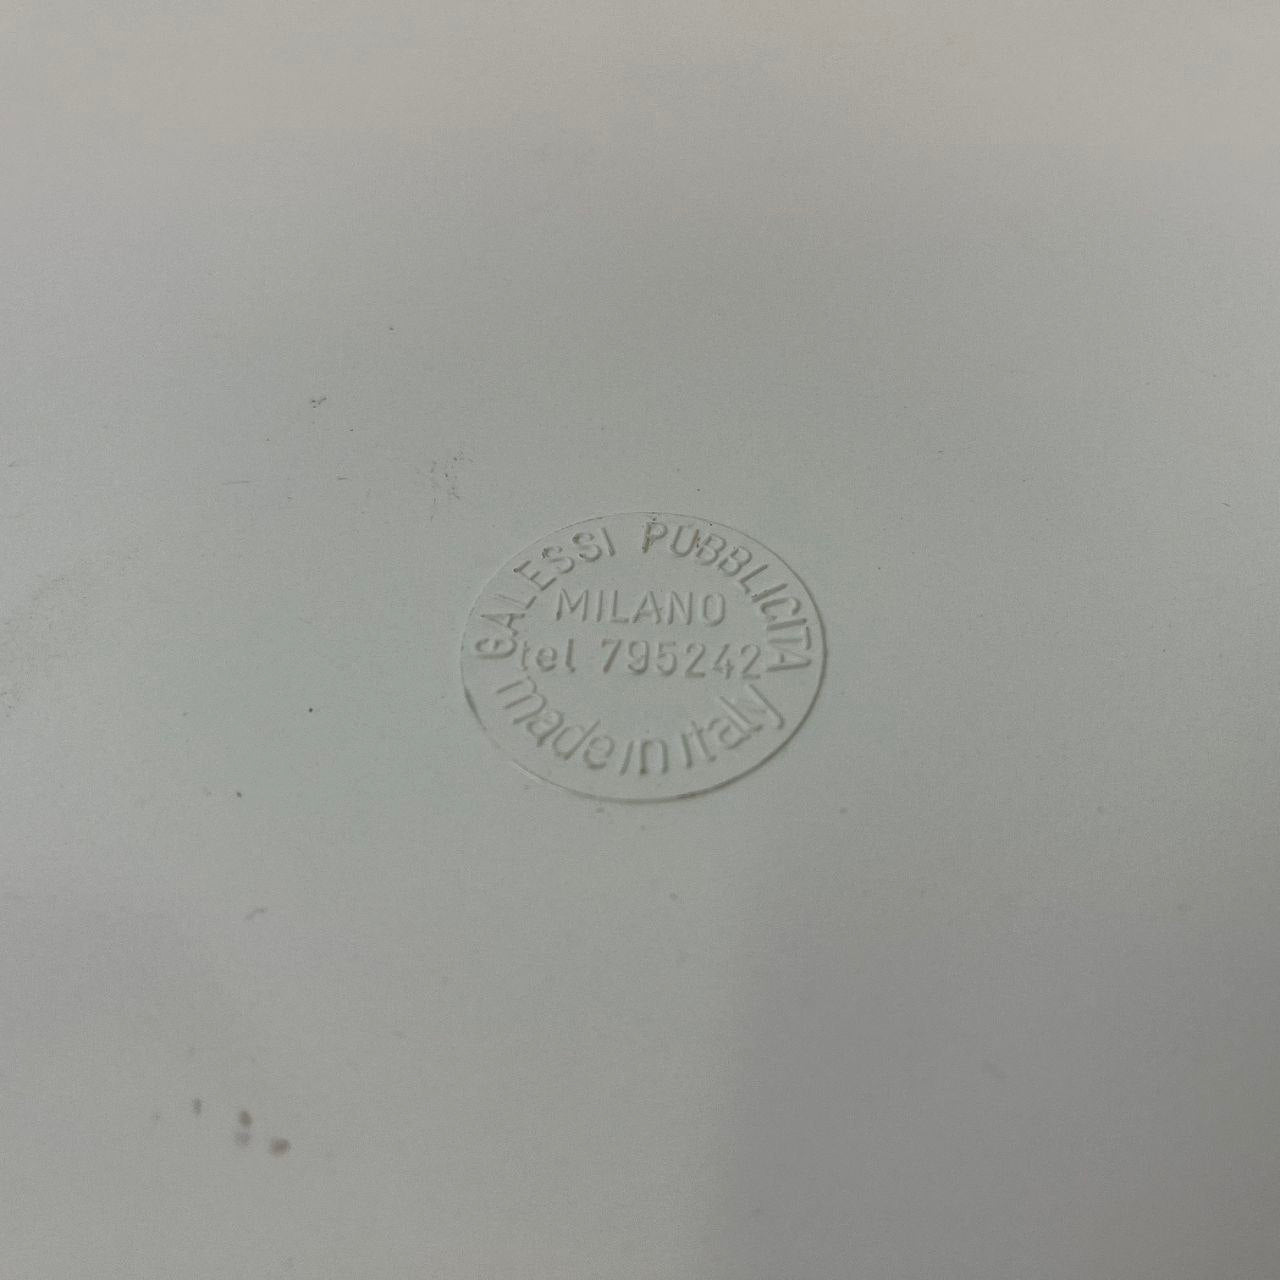 GALESSI PUBBLICITA
MILANO
tel 795242
made in italy